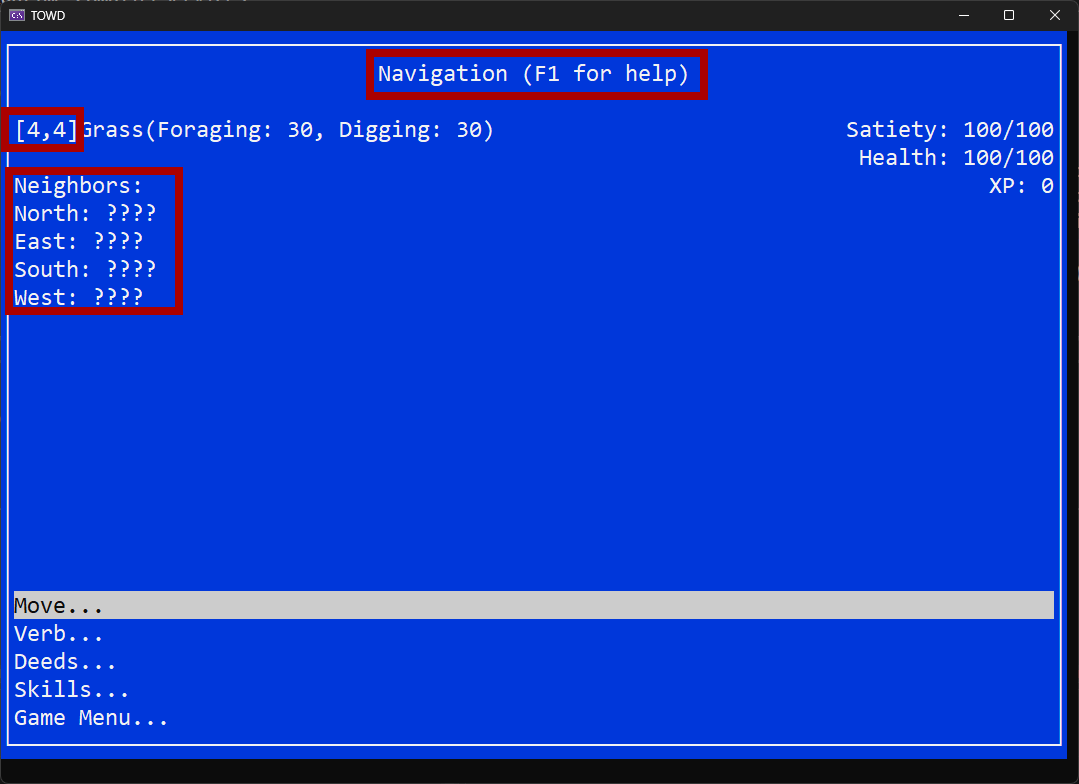 TOWD
Navigation (F1 for help)
[4,4]Grass(Foraging: 30, Digging: 30)
Satiety: 100/100
Health: 100/100
Neighbors:
XP: 0
North: ????
East: ????
South: ????
West: ????
Move...
Verb...
Deeds...
Skills...
Game Menu...